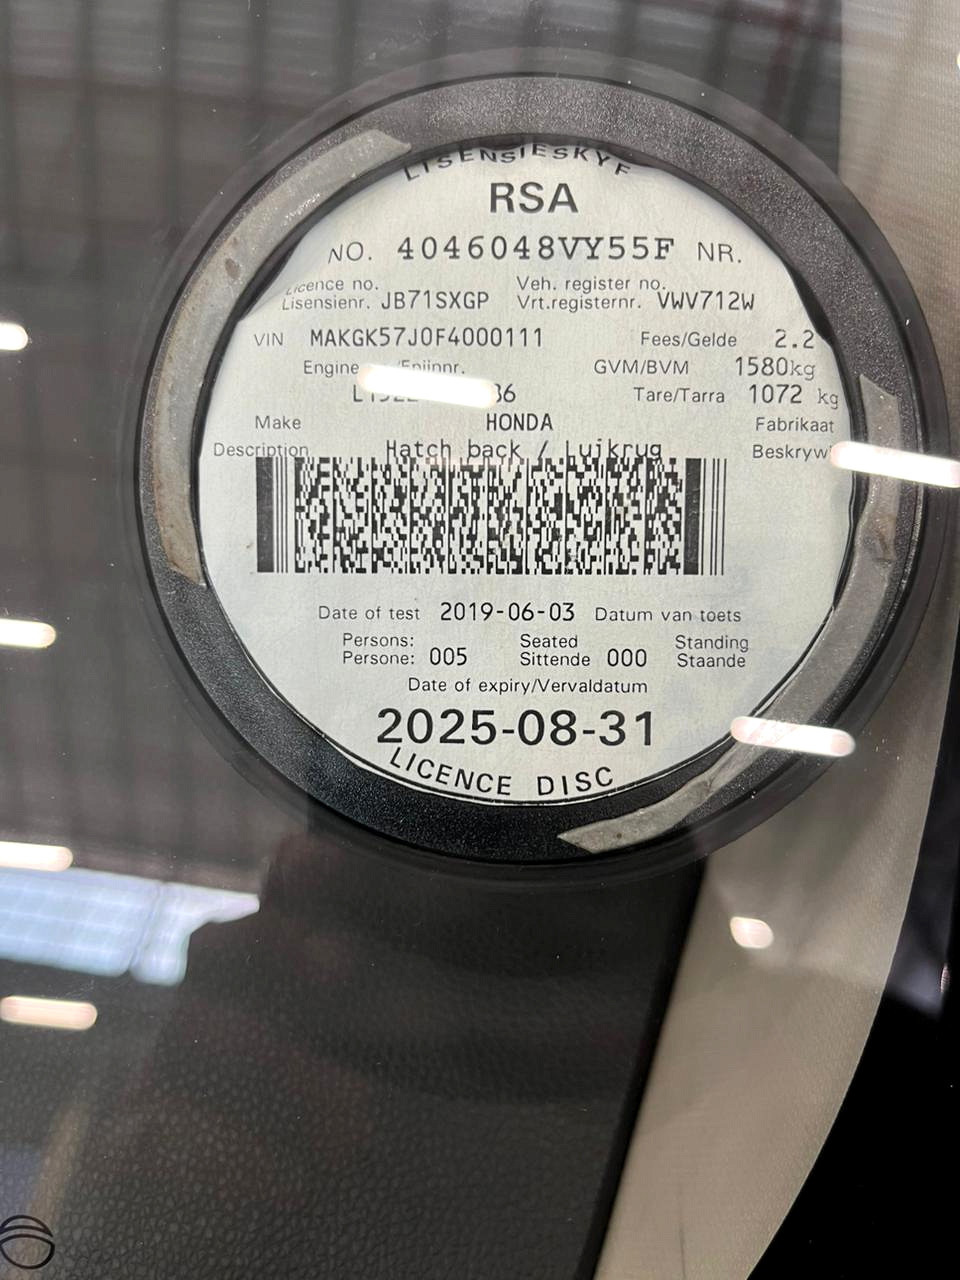 LISENSIESKYF
RSA
NO. 4046048VY55F NR.
Licence no. Veh. register no.
Lisensienr. JB71SXGP Vrt.registernr. VWV712W
VIN MAKGK57J0F4000111 Fees/Gelde 2.2
Engine GVM/BVM 1580kg
Tare/Tarra 1072 kg
Make HONDA Fabrikaat
Description Hatch back / Luikrug
Date of test 2019-06-03 Datum van toets
Persons: Seated Standing
Persone: 005 Sittende 000 Staande
Date of expiry/Vervaldatum
2025-08-31
LICENCE DISC